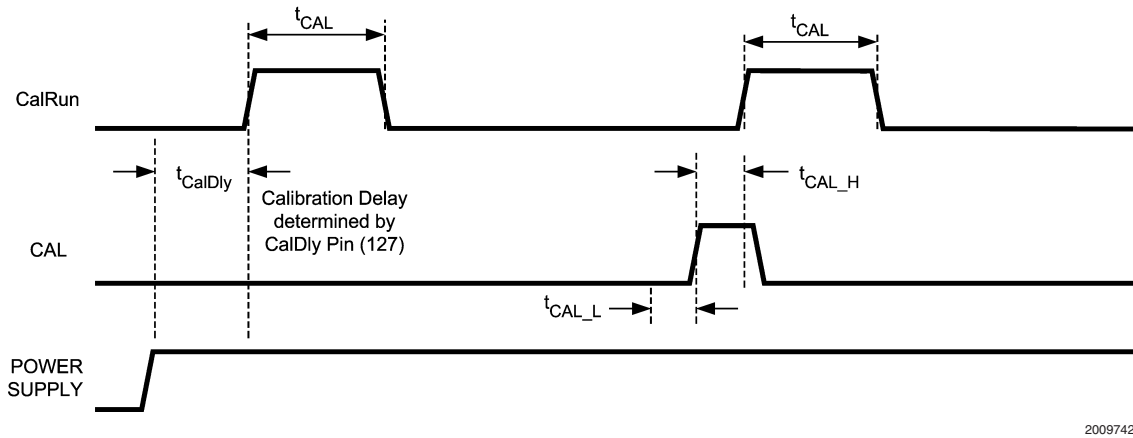 tCAL
tCAL
CalRun
tCalDly
tCAL_H
Calibration Delay
determined by
CalDly Pin (127)
CAL
tCAL_L
POWER
SUPPLY
2009742